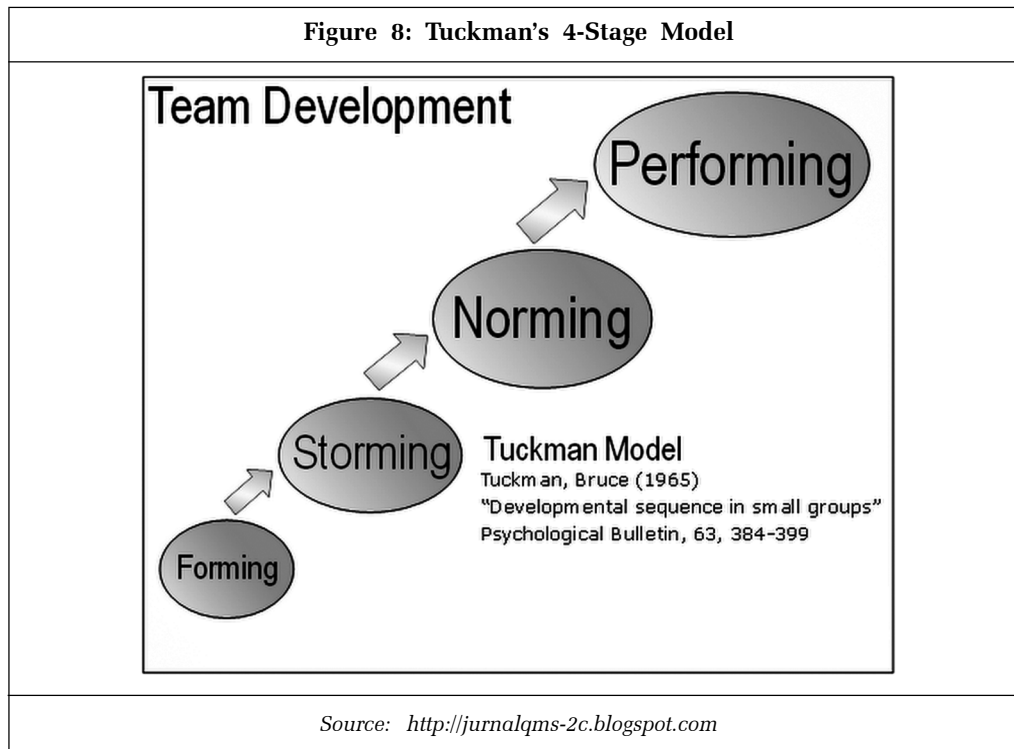 Figure 8: Tuckman’s 4-Stage Model
Team Development
Performing
Norming
Storming
Forming
Tuckman Model
Tuckman, Bruce (1965)
“Developmental sequence in small groups”
Psychological Bulletin, 63, 384-399
Source: http://jurnalqms-2c.blogspot.com